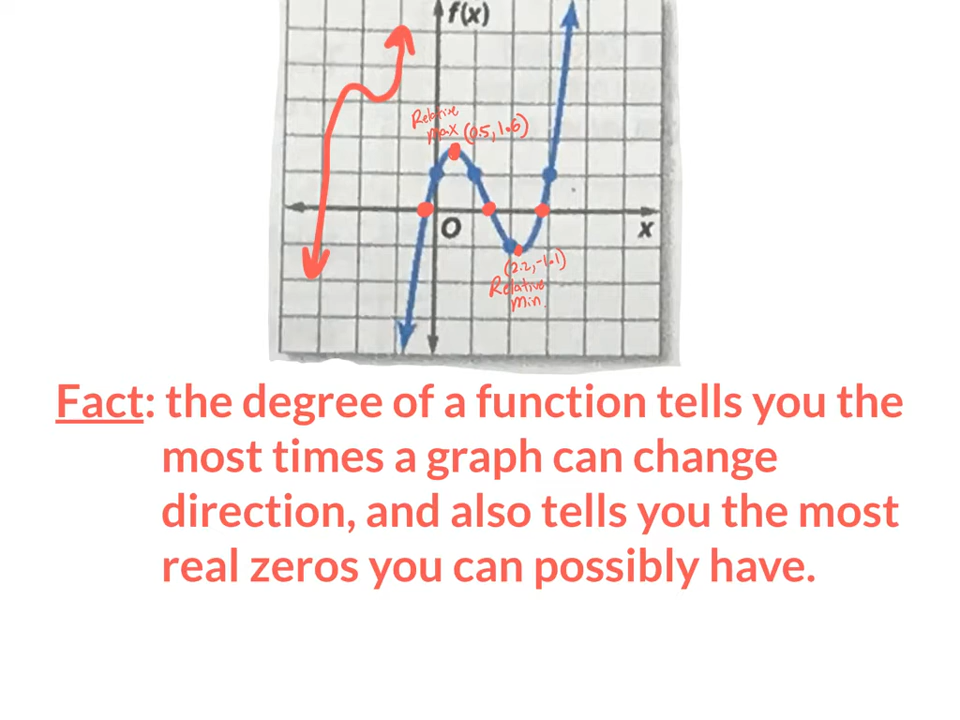 f(x)
Relative
max (0.5, 1.6)
O
x
(2.2, -1.1)
Relative
min.
Fact: the degree of a function tells you the
most times a graph can change
direction, and also tells you the most
real zeros you can possibly have.